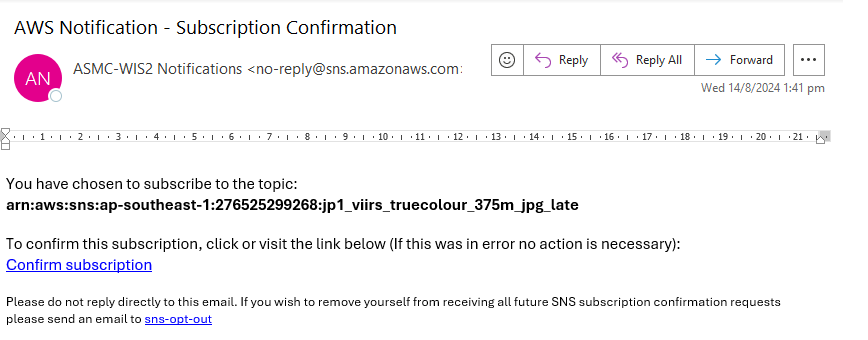 AWS Notification - Subscription Confirmation
AN
ASMC-WIS2 Notifications <no-reply@sns.amazonaws.com>
Reply
Reply All
Forward
Wed 14/8/2024 1:41 pm
1 2 3 4 5 6 7 8 9 10 11 12 13 14 15 16 17 18 19 20 21
You have chosen to subscribe to the topic:
arn:aws:sns:ap-southeast-1:276525299268:jp1_viirs_truecolour_375m_jpg_late
To confirm this subscription, click or visit the link below (If this was in error no action is necessary):
Confirm subscription
Please do not reply directly to this email. If you wish to remove yourself from receiving all future SNS subscription confirmation requests
please send an email to sns-opt-out